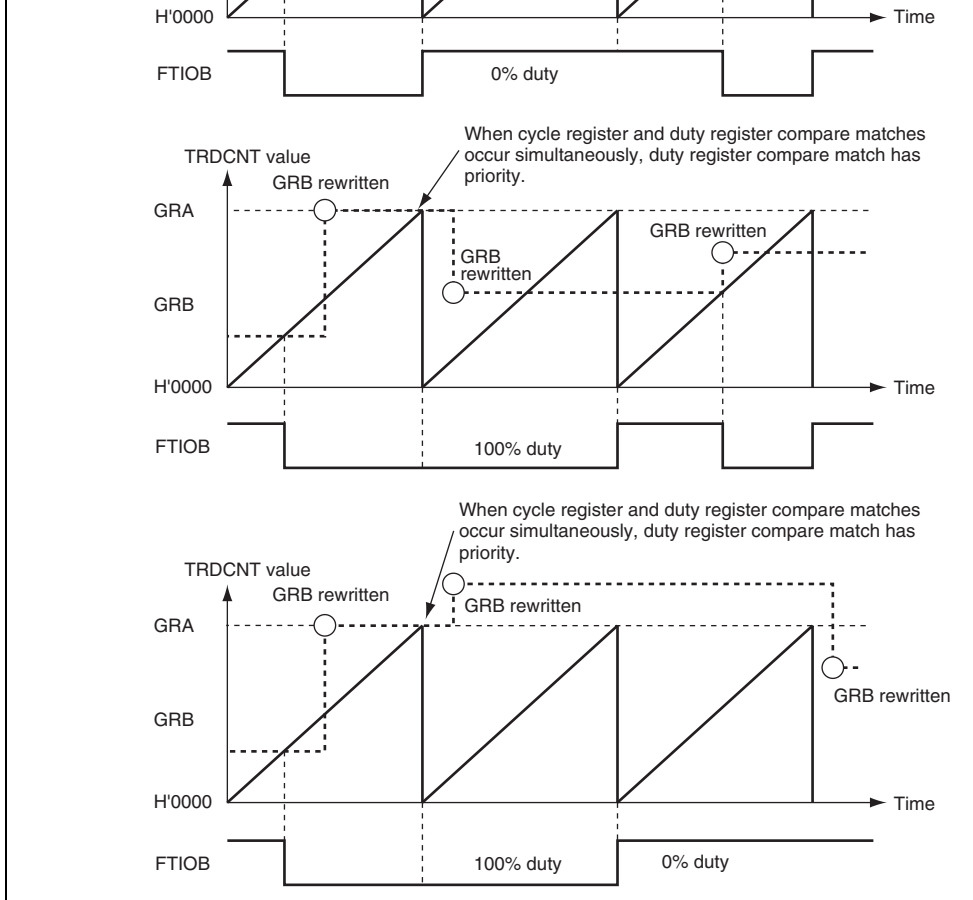 H'0000
Time
FTIOB
0% duty
When cycle register and duty register compare matches
occur simultaneously, duty register compare match has
priority.
TRDCNT value
GRB rewritten
GRA
GRB rewritten
GRB
rewritten
GRB
H'0000
Time
FTIOB
100% duty
When cycle register and duty register compare matches
occur simultaneously, duty register compare match has
priority.
TRDCNT value
GRB rewritten
GRB rewritten
GRA
GRB rewritten
GRB
H'0000
Time
FTIOB
100% duty
0% duty